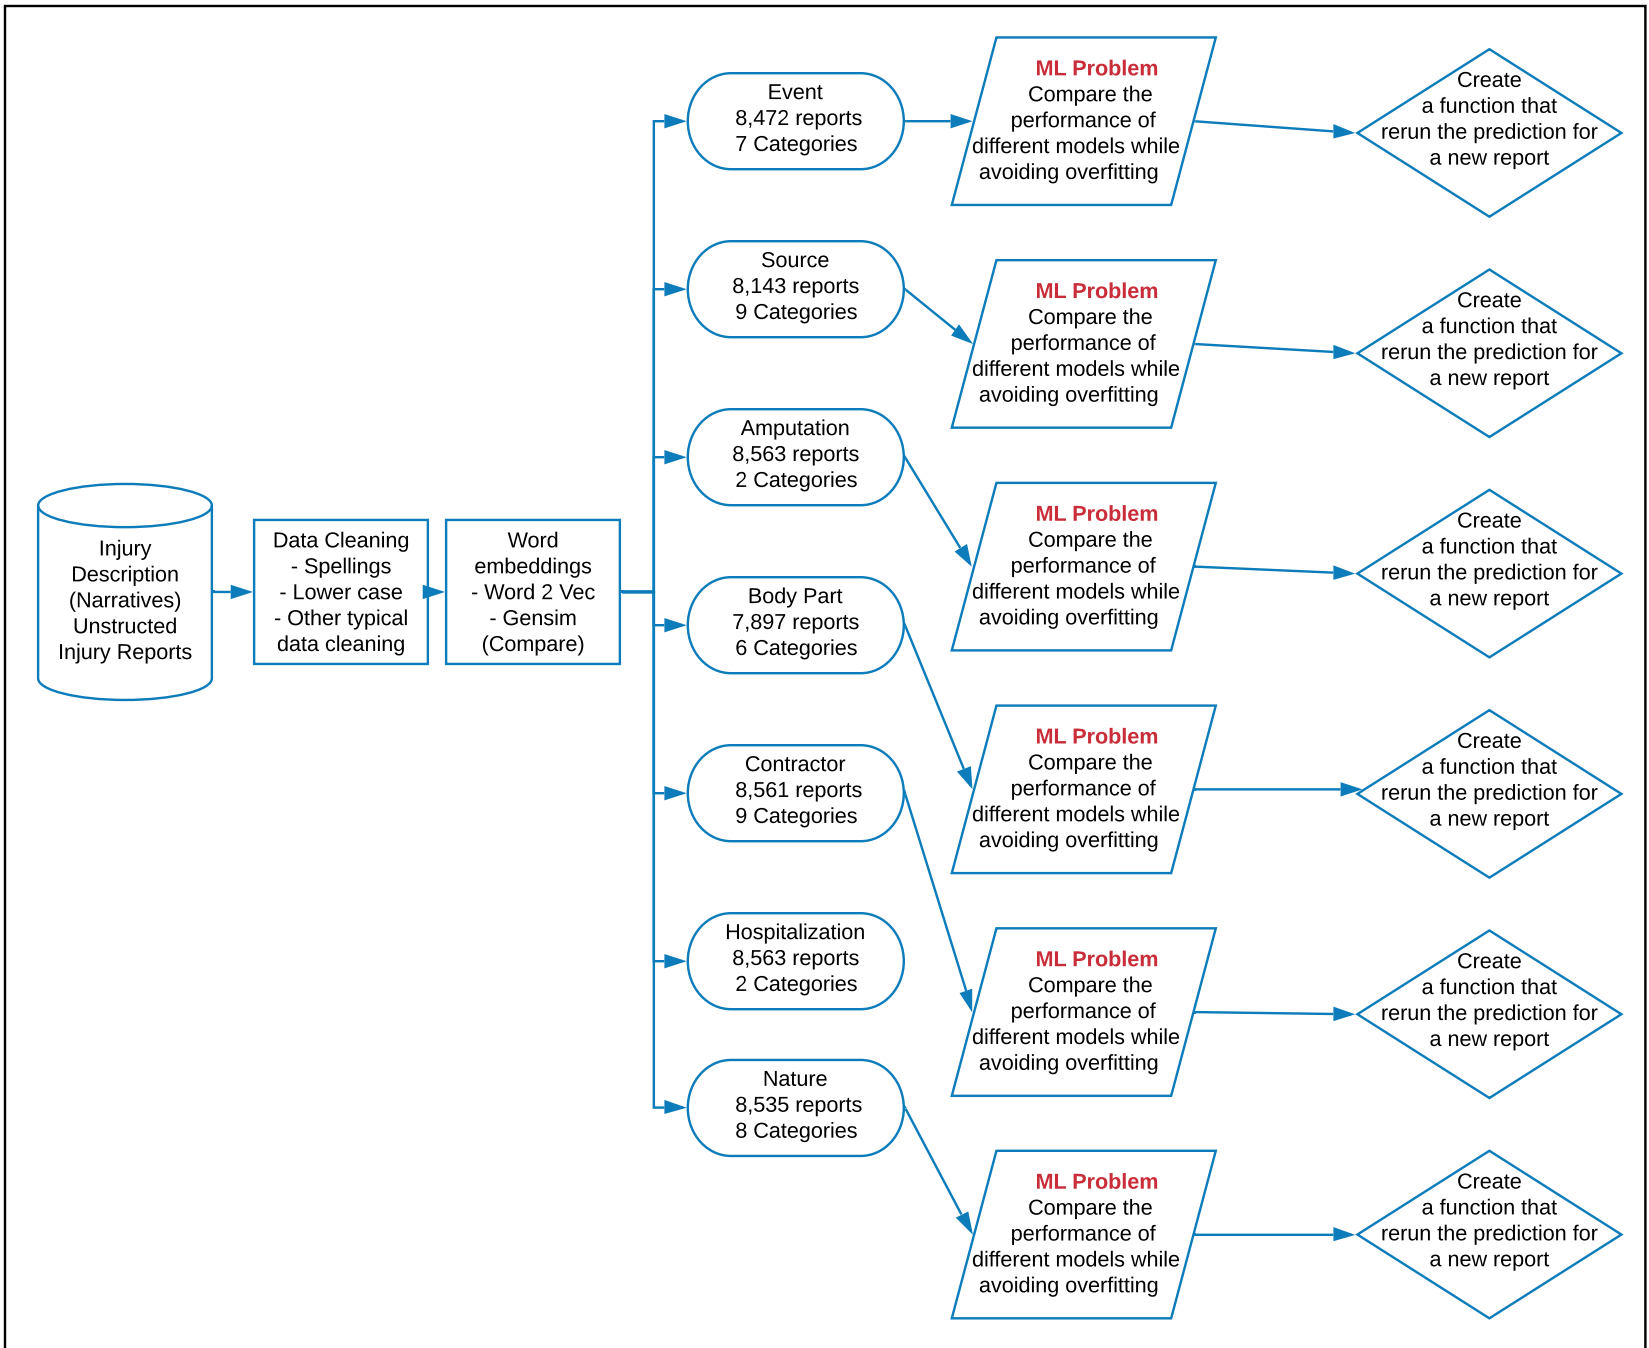 Injury
Description
(Narratives)
Unstructed
Injury Reports
Data Cleaning
- Spellings
- Lower case
- Other typical
data cleaning
Word
embeddings
- Word 2 Vec
- Gensim
(Compare)
Event
8,472 reports
7 Categories
Source
8,143 reports
9 Categories
Amputation
8,563 reports
2 Categories
Body Part
7,897 reports
6 Categories
Contractor
8,561 reports
9 Categories
Hospitalization
8,563 reports
2 Categories
Nature
8,535 reports
8 Categories
ML Problem
Compare the
performance of
different models while
avoiding overfitting
ML Problem
Compare the
performance of
different models while
avoiding overfitting
ML Problem
Compare the
performance of
different models while
avoiding overfitting
ML Problem
Compare the
performance of
different models while
avoiding overfitting
ML Problem
Compare the
performance of
different models while
avoiding overfitting
ML Problem
Compare the
performance of
different models while
avoiding overfitting
Create
a function that
rerun the prediction for
a new report
Create
a function that
rerun the prediction for
a new report
Create
a function that
rerun the prediction for
a new report
Create
a function that
rerun the prediction for
a new report
Create
a function that
rerun the prediction for
a new report
Create
a function that
rerun the prediction for
a new report